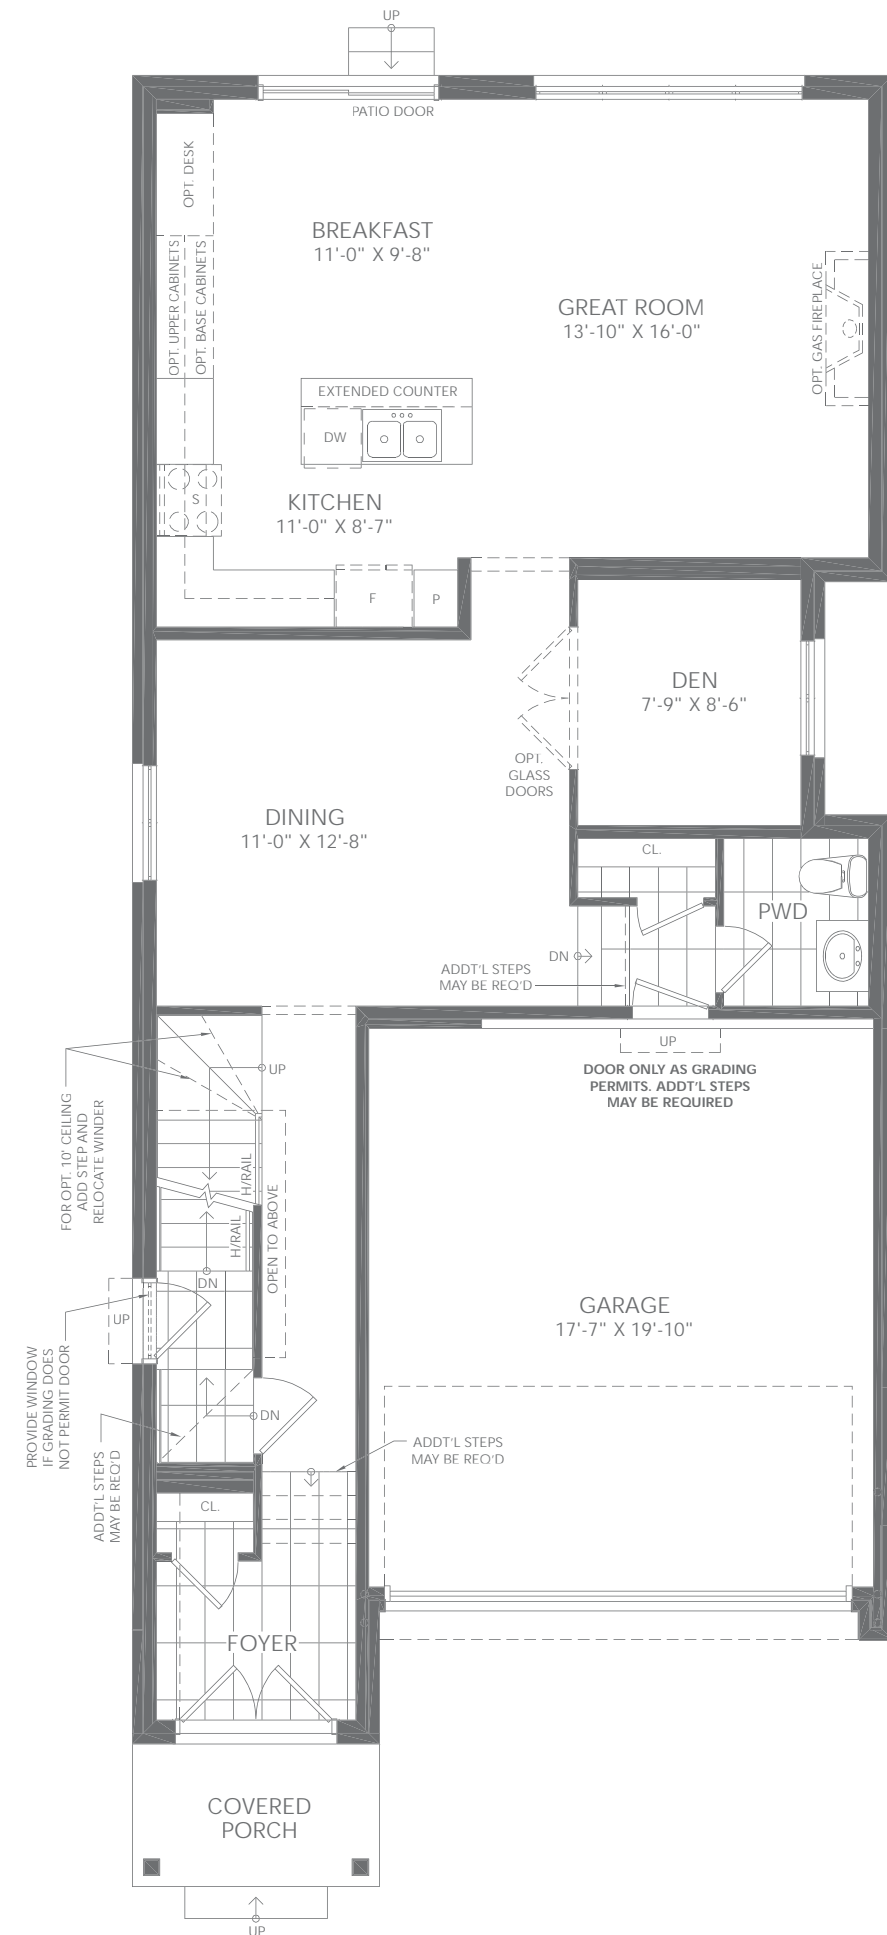 UP
PATIO DOOR
OPT. DESK
BREAKFAST
11'-0" X 9'-8"
OPT. UPPER CABINETS
OPT. BASE CABINETS
GREAT ROOM
13'-10" X 16'-0"
OPT. GAS FIREPLACE
EXTENDED COUNTER
DW
S
KITCHEN
11'-0" X 8'-7"
F
P
DEN
7'-9" X 8'-6"
OPT.
GLASS
DOORS
DINING
11'-0" X 12'-8"
CL.
PWD
DN
ADDT'L STEPS
MAY BE REQ'D
UP
DOOR ONLY AS GRADING
PERMITS. ADDT'L STEPS
MAY BE REQUIRED
UP
FOR OPT. 10' CEILING
ADD STEP AND
RELOCATE WINDER
H/RAIL
H/RAIL
OPEN TO ABOVE
DN
UP
GARAGE
17'-7" X 19'-10"
PROVIDE WINDOW
IF GRADING DOES
NOT PERMIT DOOR
DN
ADDT'L STEPS
MAY BE REQ'D
ADDT'L STEPS
MAY BE REQ'D
CL.
FOYER
COVERED
PORCH
UP